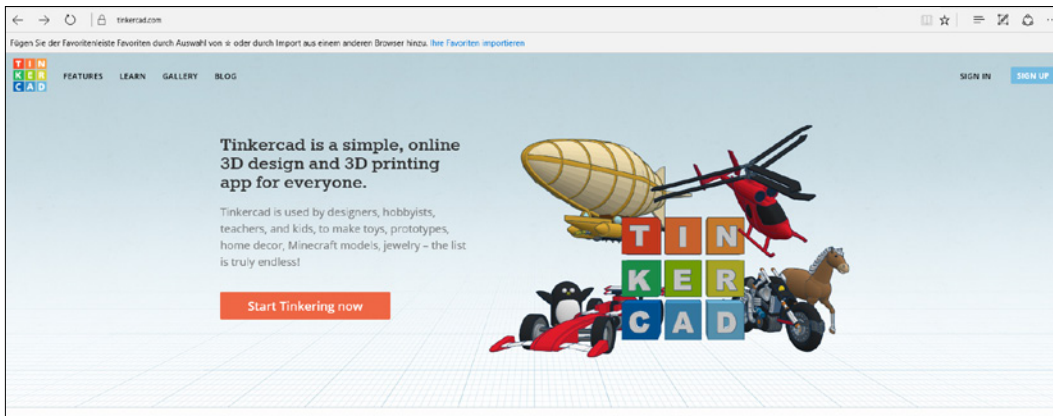 tinkercad.com
Fügen Sie der Favoritenleiste Favoriten durch Auswahl von ☆ oder durch Import aus einem anderen Browser hinzu. Ihre Favoriten importieren
TIN
KER
CAD
FEATURES LEARN GALLERY BLOG
SIGN IN SIGN UP
Tinkercad is a simple, online
3D design and 3D printing
app for everyone.
Tinkercad is used by designers, hobbyists,
teachers, and kids, to make toys, prototypes,
home decor, Minecraft models, jewelry – the list
is truly endless!
Start Tinkering now
TIN
KER
CAD